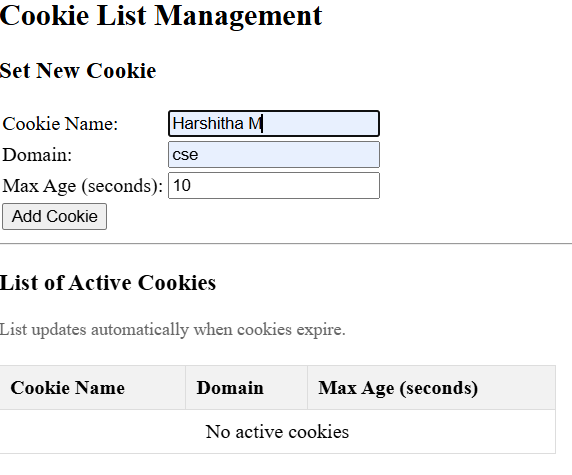 Cookie List Management
Set New Cookie
Cookie Name: Harshitha M
Domain: cse
Max Age (seconds): 10
Add Cookie
List of Active Cookies
List updates automatically when cookies expire.
Cookie Name Domain Max Age (seconds)
No active cookies